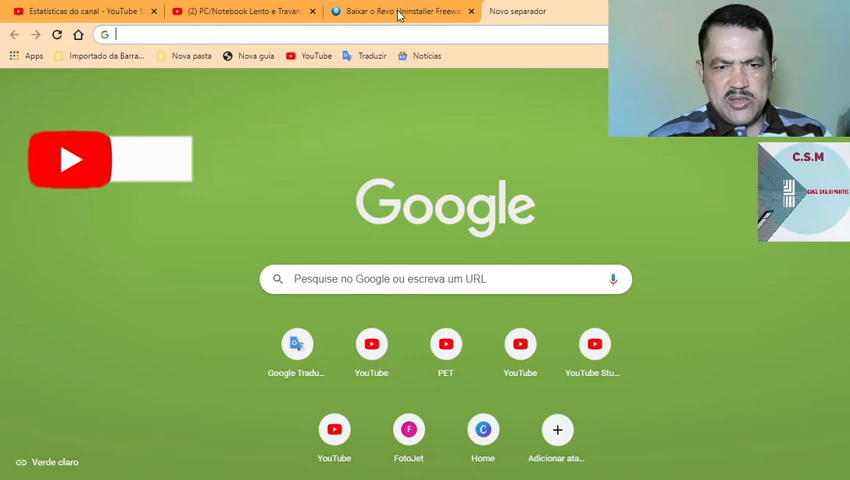 Estatísticas do canal - YouTube S
(2) PC/Notebook Lento e Travan
Baixar o Revo Uninstaller Freewa
Novo separador
Apps
Importado da Barra...
Nova guia
Nova guia
YouTube
Traduzir
Notícias
C.S.M
Google
Pesquise no Google ou escreva um URL
Google Tradu...
YouTube
PET
YouTube
YouTube Stu...
YouTube
FotoJet
Home
Adicionar ata...
Verde claro